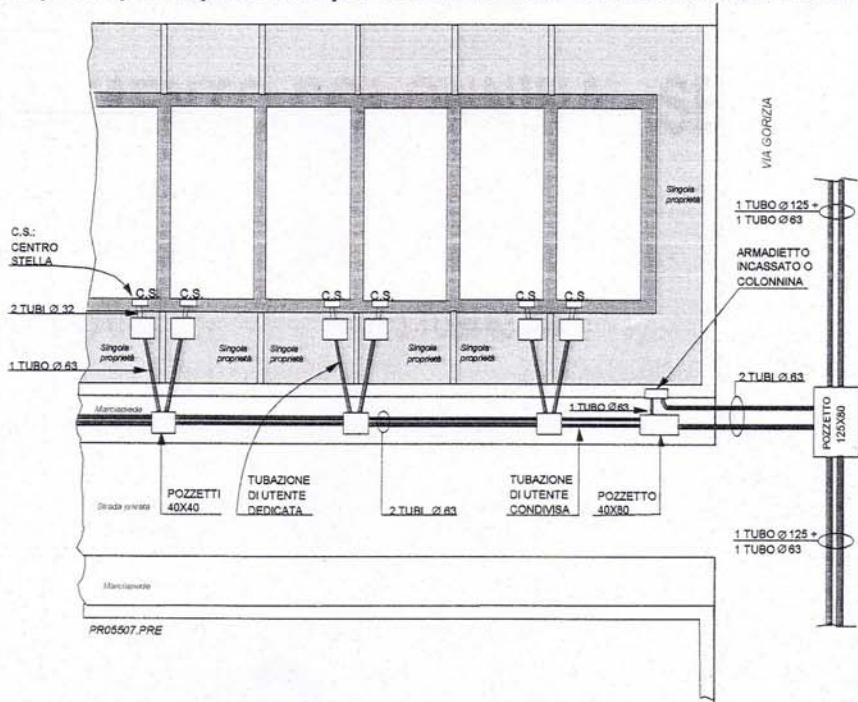 VIA GORIZIA
Singola
proprietà
1 TUBO Ø 125 +
1 TUBO Ø 63
C.S.:
CENTRO
STELLA
ARMADIETTO
INCASSATO O
COLONNINA
C.S.
C.S.
C.S.
C.S.
C.S.
C.S.
2 TUBI Ø 32
Singola
proprietà
Singola
proprietà
Singola
proprietà
Singola
proprietà
Singola
proprietà
1 TUBO Ø 63
2 TUBI Ø 63
Marciapiede
1 TUBO Ø 63
POZZETTO
125X80
POZZETTI
40X40
TUBAZIONE
DI UTENTE
DEDICATA
2 TUBI Ø 63
TUBAZIONE
DI UTENTE
CONDIVISA
POZZETTO
40X80
Strada privata
1 TUBO Ø 125 +
1 TUBO Ø 63
Marciapiede
PR05507.PRE